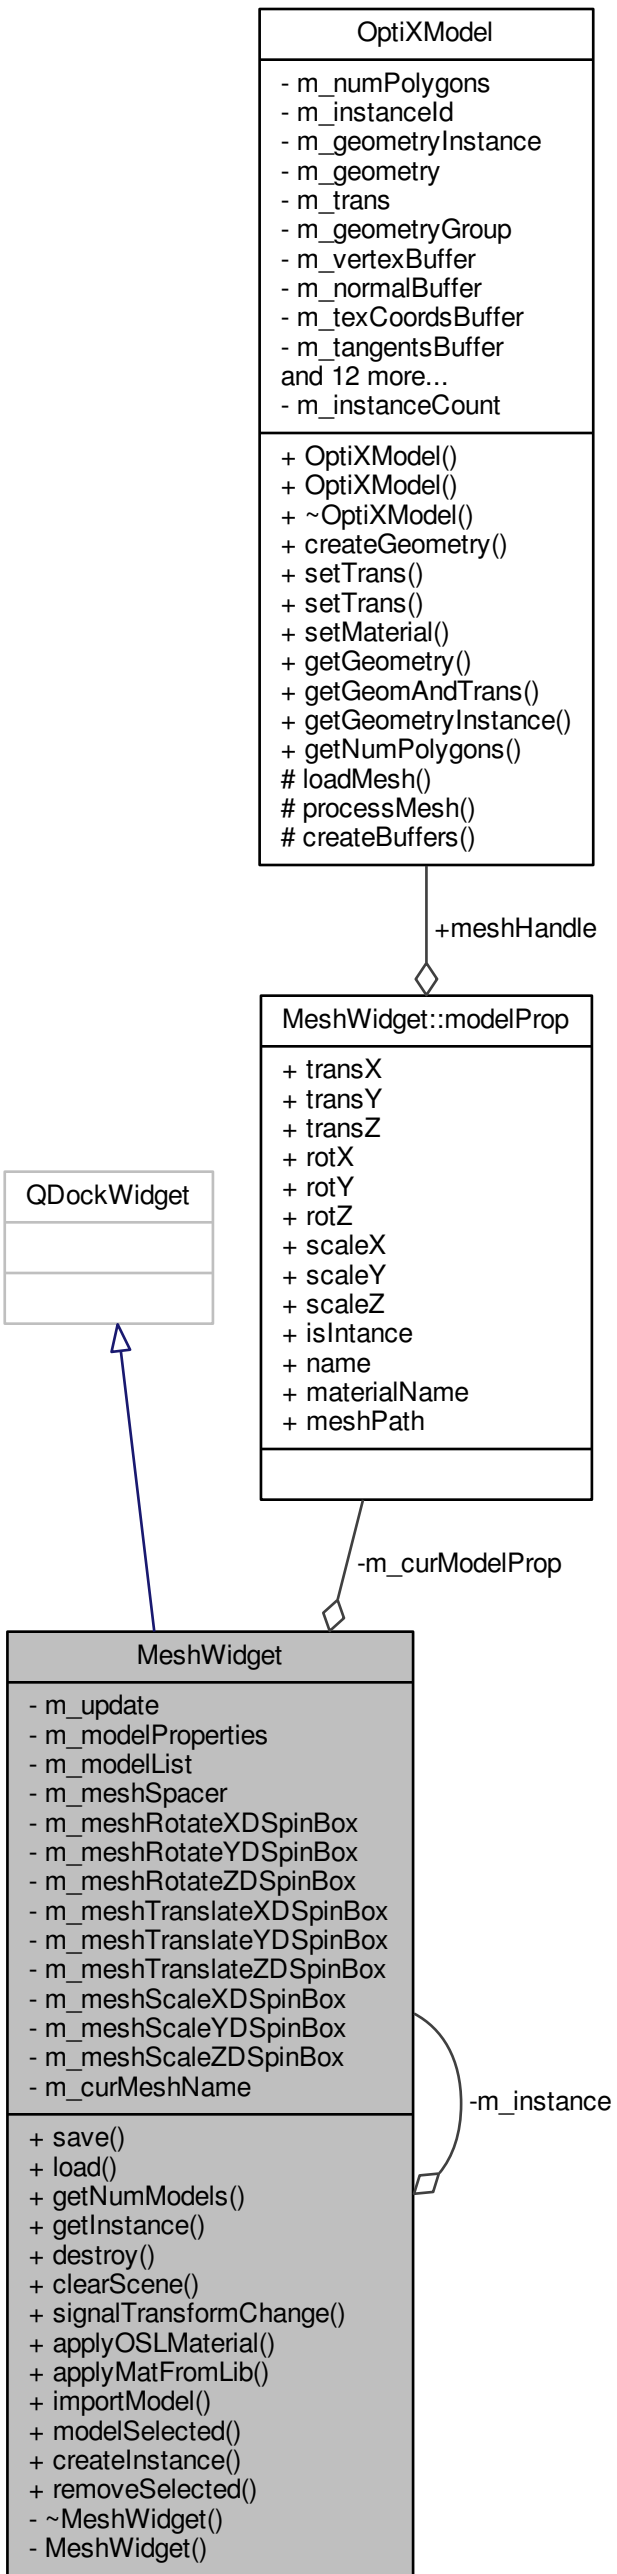 OptiXModel
- m_numPolygons
- m_instanceId
- m_geometryInstance
- m_geometry
- m_trans
- m_geometryGroup
- m_vertexBuffer
- m_normalBuffer
- m_texCoordsBuffer
- m_tangentsBuffer
and 12 more...
- m_instanceCount
+ OptiXModel()
+ OptiXModel()
+ ~OptiXModel()
+ createGeometry()
+ setTrans()
+ setTrans()
+ setMaterial()
+ getGeometry()
+ getGeomAndTrans()
+ getGeometryInstance()
+ getNumPolygons()
# loadMesh()
# processMesh()
# createBuffers()
+meshHandle
MeshWidget::modelProp
+ transX
+ transY
+ transZ
+ rotX
+ rotY
+ rotZ
+ scaleX
+ scaleY
+ scaleZ
+ isIntance
+ name
+ materialName
+ meshPath
QDockWidget
-m_curModelProp
MeshWidget
- m_update
- m_modelProperties
- m_modelList
- m_meshSpacer
- m_meshRotateXDSpinBox
- m_meshRotateYDSpinBox
- m_meshRotateZDSpinBox
- m_meshTranslateXDSpinBox
- m_meshTranslateYDSpinBox
- m_meshTranslateZDSpinBox
- m_meshScaleXDSpinBox
- m_meshScaleYDSpinBox
- m_meshScaleZDSpinBox
- m_curMeshName
-m_instance
+ save()
+ load()
+ getNumModels()
+ getInstance()
+ destroy()
+ clearScene()
+ signalTransformChange()
+ applyOSLMaterial()
+ applyMatFromLib()
+ importModel()
+ modelSelected()
+ createInstance()
+ removeSelected()
- ~MeshWidget()
- MeshWidget()